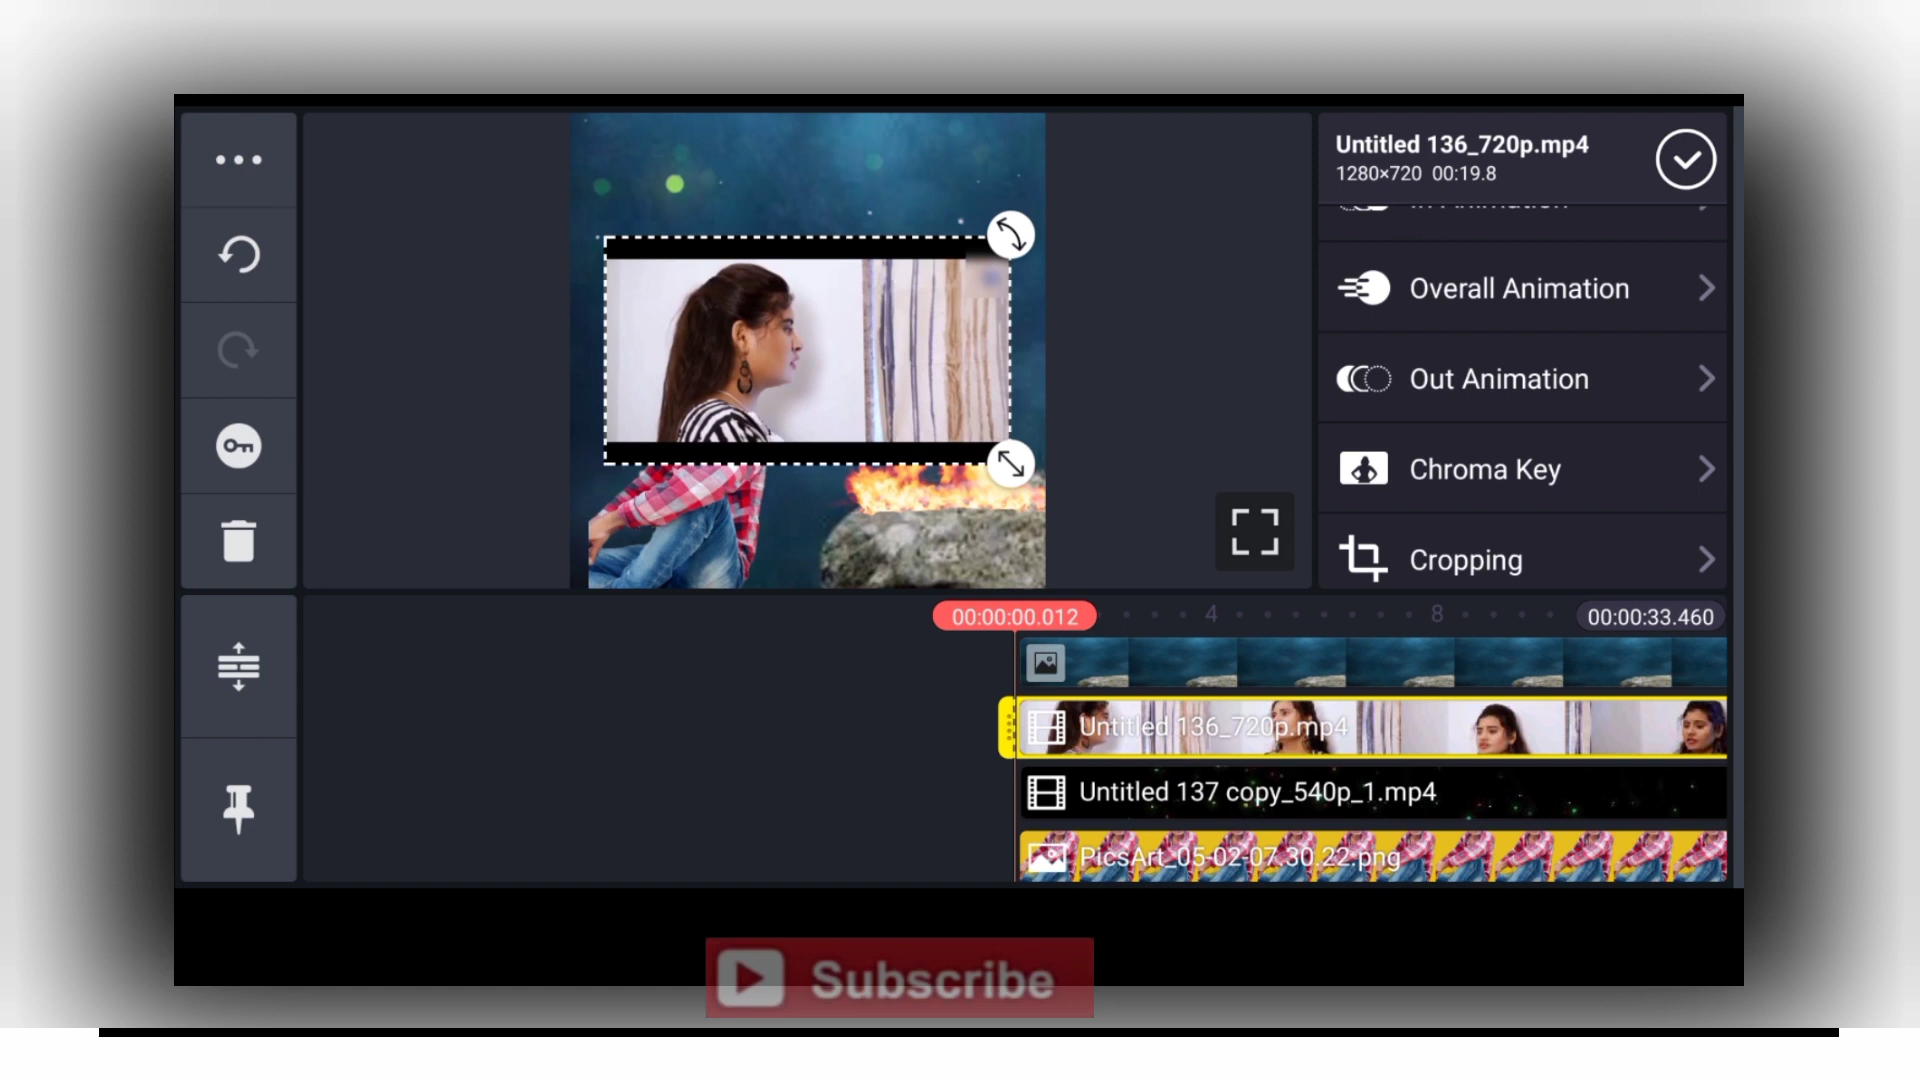 Untitled 136_720p.mp4
1280×720 00:19.8
In Animation
Overall Animation
Out Animation
Chroma Key
Cropping
00:00:00.012
4
8
00:00:33.460
Untitled 136_720p.mp4
Untitled 137 copy_540p_1.mp4
PicsArt_05-02-07.30.22.png
Subscribe